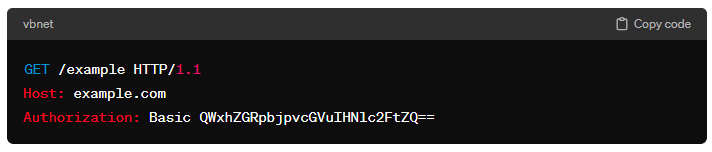 vbnet
Copy code
GET /example HTTP/1.1
Host: example.com
Authorization: Basic QWxhZGRpbjpvcGVuIHNlc2FtZQ==